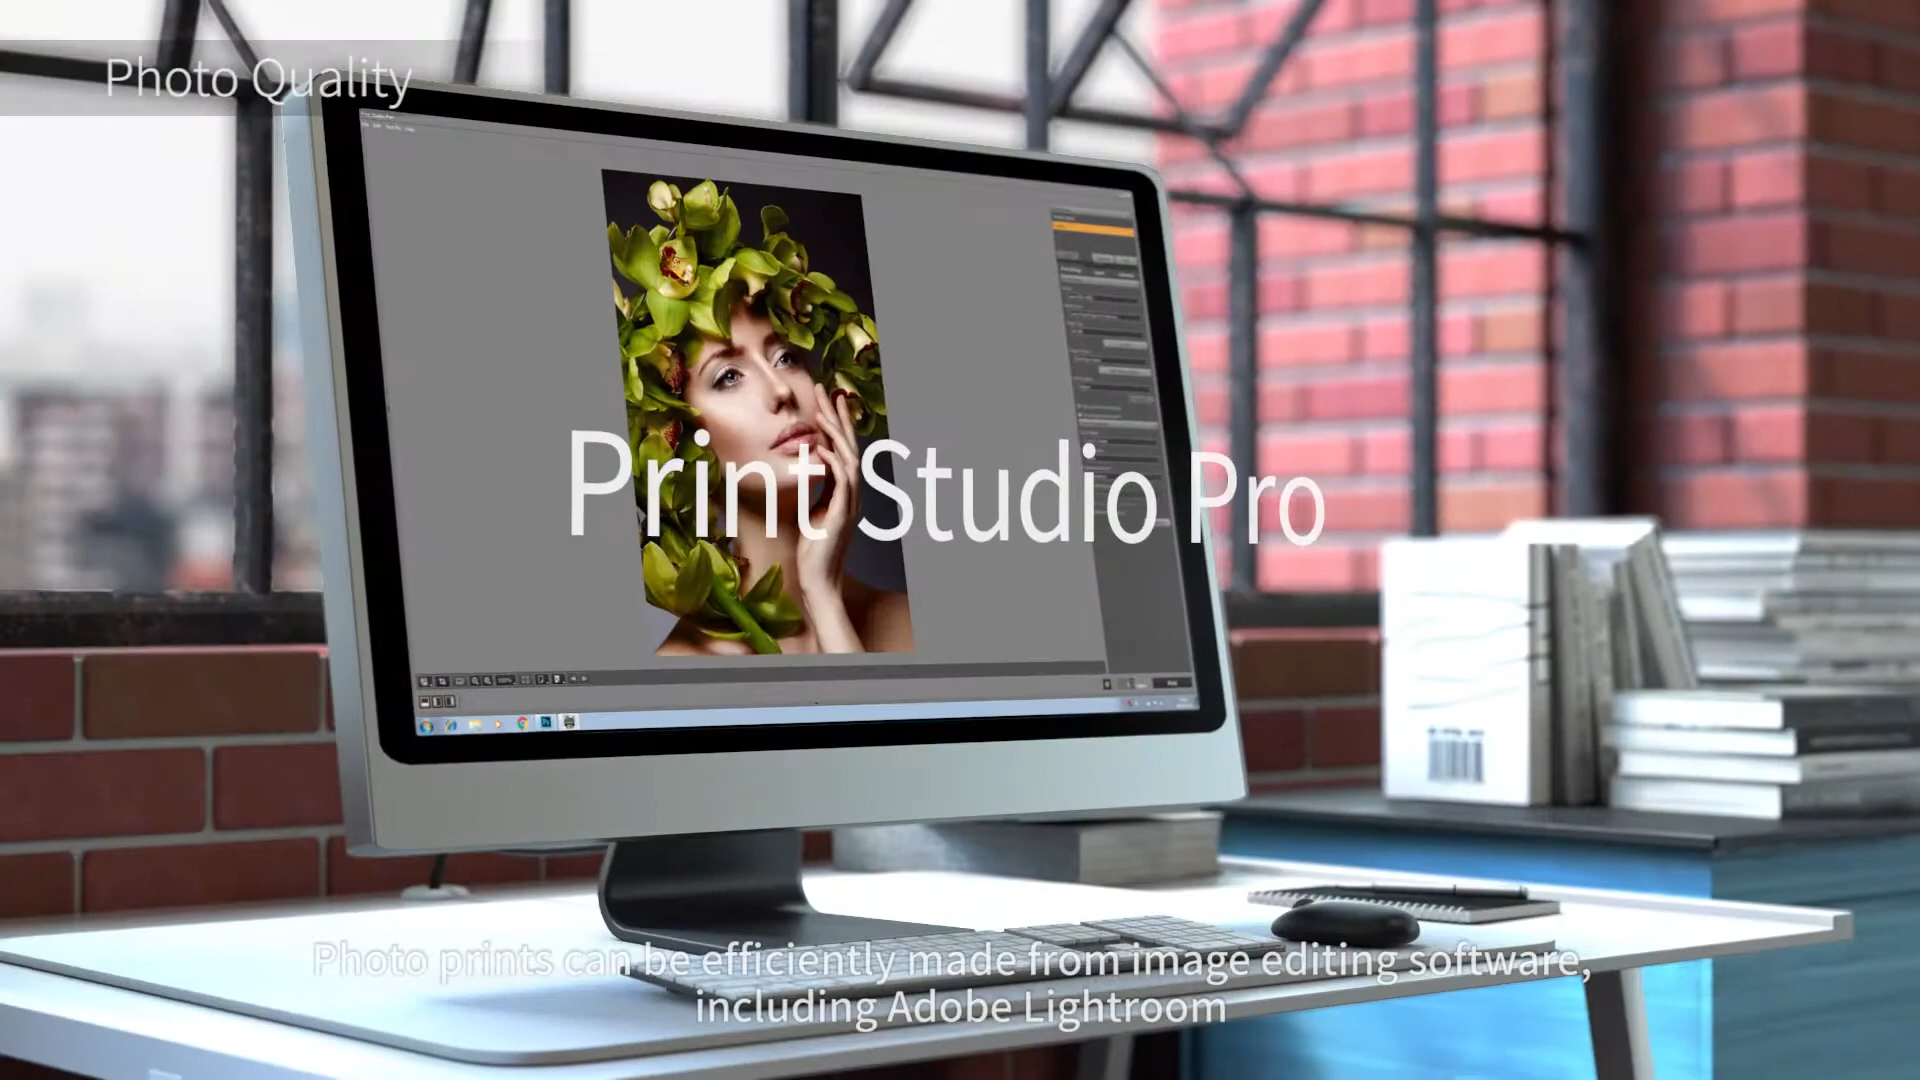 Photo Quality
Print Studio Pro
Photo prints can be efficiently made from image editing software,
including Adobe Lightroom